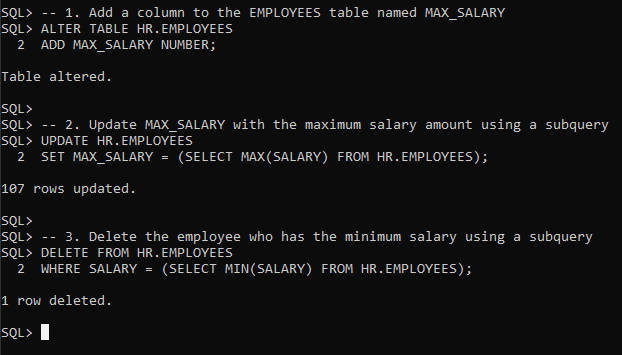 SQL> -- 1. Add a column to the EMPLOYEES table named MAX_SALARY
SQL> ALTER TABLE HR.EMPLOYEES
  2  ADD MAX_SALARY NUMBER;
Table altered.
SQL>
SQL> -- 2. Update MAX_SALARY with the maximum salary amount using a subquery
SQL> UPDATE HR.EMPLOYEES
  2  SET MAX_SALARY = (SELECT MAX(SALARY) FROM HR.EMPLOYEES);
107 rows updated.
SQL>
SQL> -- 3. Delete the employee who has the minimum salary using a subquery
SQL> DELETE FROM HR.EMPLOYEES
  2  WHERE SALARY = (SELECT MIN(SALARY) FROM HR.EMPLOYEES);
1 row deleted.
SQL>